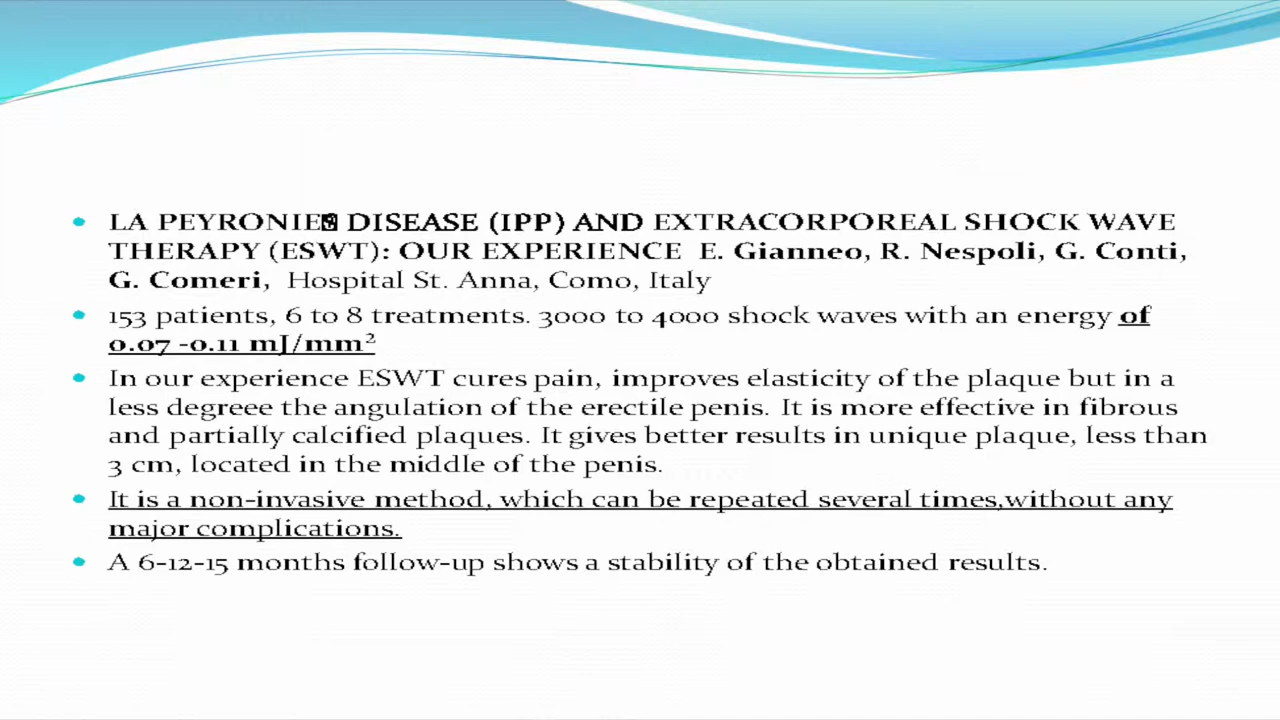 LA PEYRONIE DISEASE (IPP) AND EXTRACORPOREAL SHOCK WAVE
THERAPY (ESWT): OUR EXPERIENCE E. Gianneo, R. Nespoli, G. Conti,
G. Comeri, Hospital St. Anna, Como, Italy
153 patients, 6 to 8 treatments. 3000 to 4000 shock waves with an energy of
0.07 -0.11 mJ/mm²
In our experience ESWT cures pain, improves elasticity of the plaque but in a
less degreee the angulation of the erectile penis. It is more effective in fibrous
and partially calcified plaques. It gives better results in unique plaque, less than
3 cm, located in the middle of the penis.
It is a non-invasive method, which can be repeated several times,without any
major complications.
A 6-12-15 months follow-up shows a stability of the obtained results.